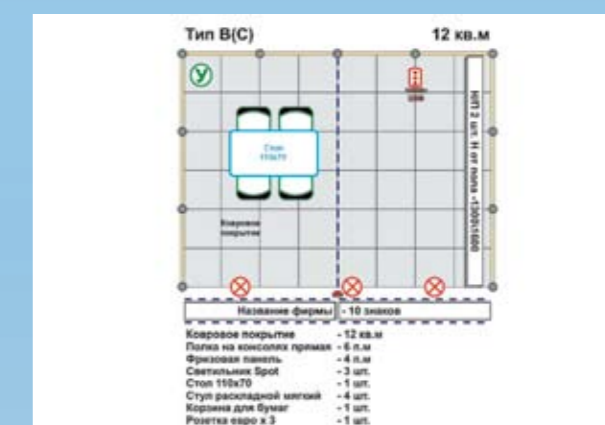 Тип В(С) 12 кв.м
У
Стол
110х70
Ковровое
покрытие
Название фирмы - 10 знаков
Ковровое покрытие - 12 кв.м
Полка на консолях прямая - 6 п.м
Фризовая панель - 4 п.м
Светильник Spot - 3 шт.
Стол 110х70 - 1 шт.
Стул раскладной мягкий - 4 шт.
Корзина для бумаг - 1 шт.
Розетка евро х 3 - 1 шт.